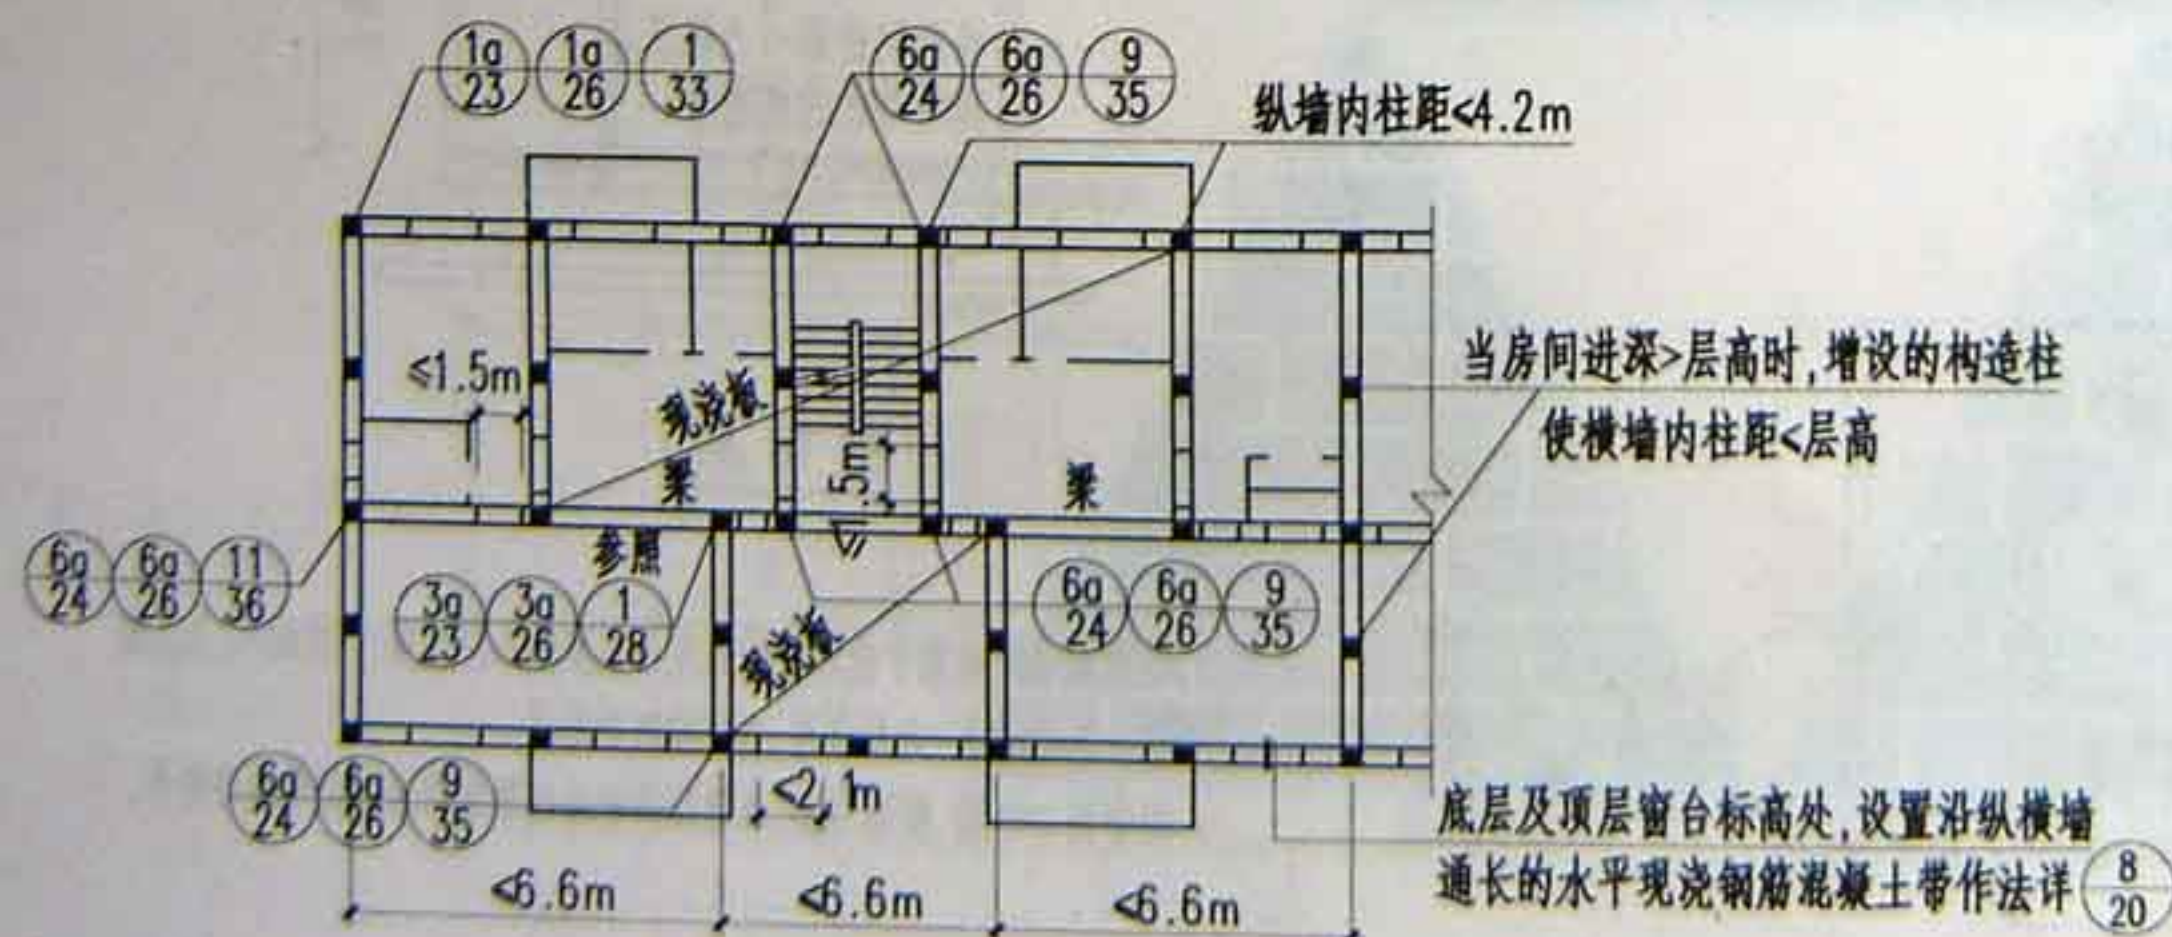 1a 1a 1
23 26 33
6a 6a 9
24 26 35
纵墙内柱距<4.2m
≤1.5m
现浇板
梁
≤1.5m
梁
当房间进深>层高时,增设的构造柱
使横墙内柱距<层高
6a 6a 11
24 26 36
参照
3a 3a 1
23 26 28
现浇板
6a 6a 9
24 26 35
6a 6a 9
24 26 35
<2.1m
<6.6m
<6.6m
<6.6m
底层及顶层窗台标高处,设置沿纵横墙
通长的水平现浇钢筋混凝土带作法详
8
20